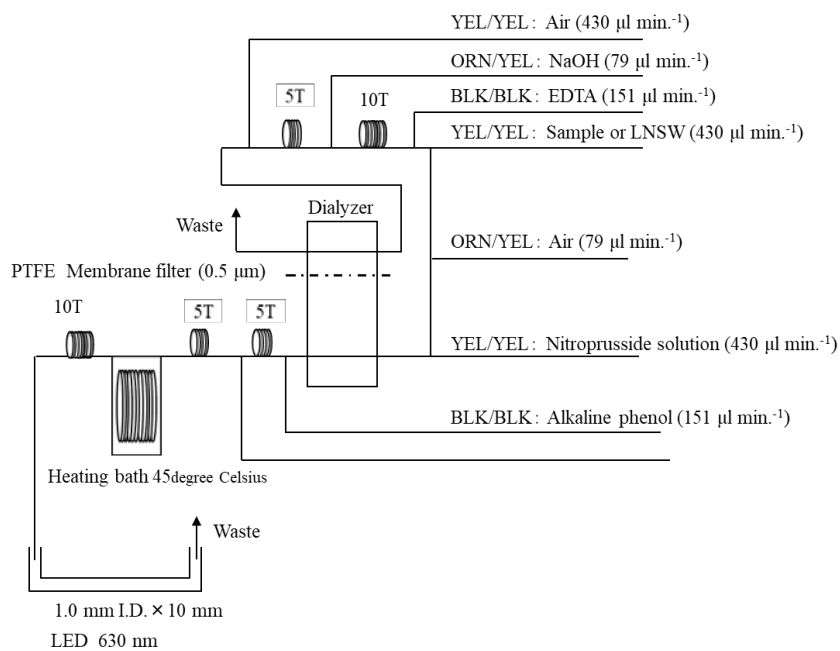 YEL/YEL: Air (430 μl min.-1)
ORN/YEL: NaOH (79 μl min.-1)
5T
10T
BLK/BLK: EDTA (151 μl min.-1)
YEL/YEL: Sample or LNSW (430 μl min.-1)
Waste
Dialyzer
ORN/YEL: Air (79 μl min.-1)
PTFE Membrane filter (0.5 μm)
10T
5T
5T
YEL/YEL: Nitroprusside solution (430 μl min.-1)
BLK/BLK: Alkaline phenol (151 μl min.-1)
Heating bath 45degree Celsius
Waste
1.0 mm I.D. × 10 mm
LED 630 nm